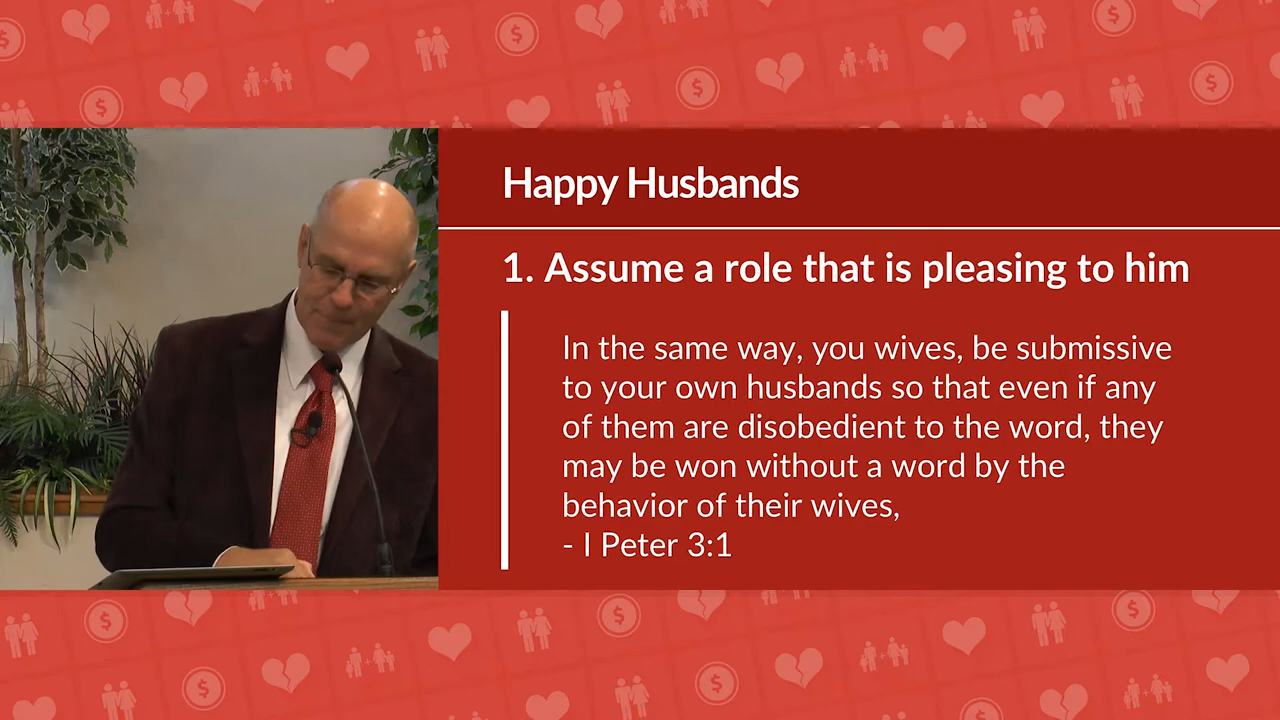 Happy Husbands
1. Assume a role that is pleasing to him
In the same way, you wives, be submissive
to your own husbands so that even if any
of them are disobedient to the word, they
may be won without a word by the
behavior of their wives,
- I Peter 3:1